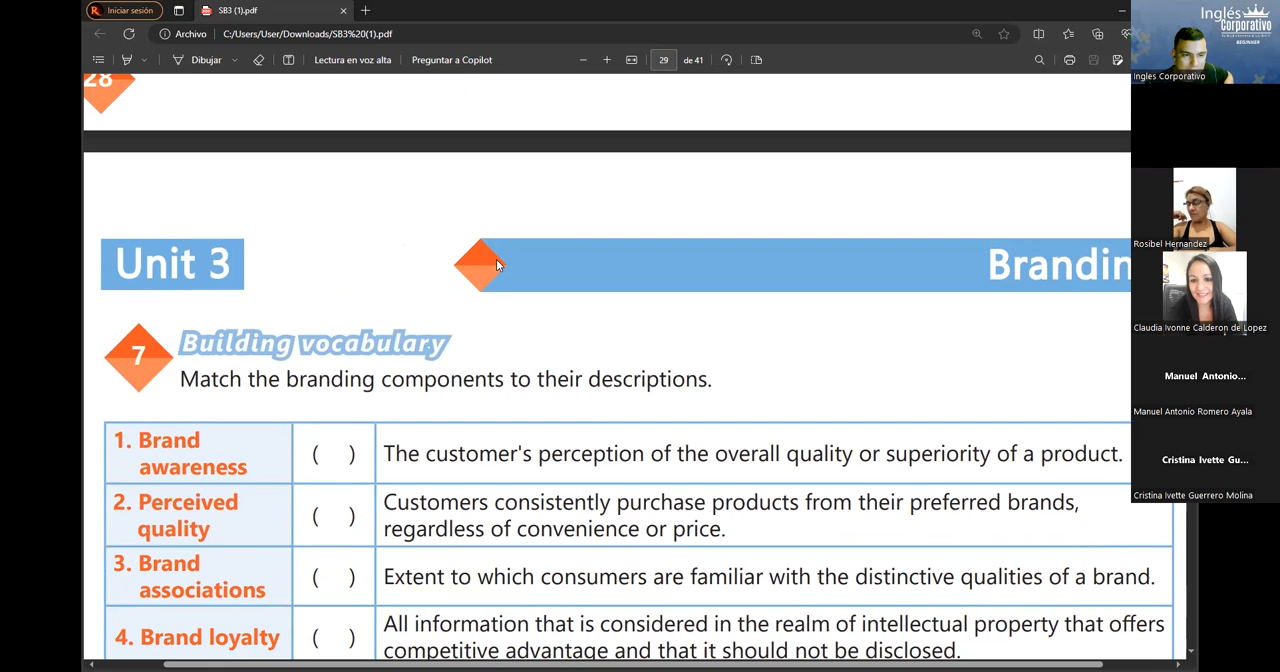 Iniciar sesión
SB3 (1).pdf
Archivo
C:/Users/User/Downloads/SB3%20(1).pdf
Dibujar
Lectura en voz alta
Preguntar a Copilot
29
de 41
28
Unit 3
Brandin
7
Building vocabulary
Match the branding components to their descriptions.
1. Brand
awareness
( )
The customer's perception of the overall quality or superiority of a product.
2. Perceived
quality
( )
Customers consistently purchase products from their preferred brands,
regardless of convenience or price.
3. Brand
associations
( )
Extent to which consumers are familiar with the distinctive qualities of a brand.
4. Brand loyalty
( )
All information that is considered in the realm of intellectual property that offers
competitive advantage and that it should not be disclosed.
Inglés
Corporativo
BEGINNER
Ingles Corporativo
Rosibel Hernandez
Claudia Ivonne Calderon de Lopez
Manuel Antonio...
Manuel Antonio Romero Ayala
Cristina Ivette Gu...
Cristina Ivette Guerrero Molina